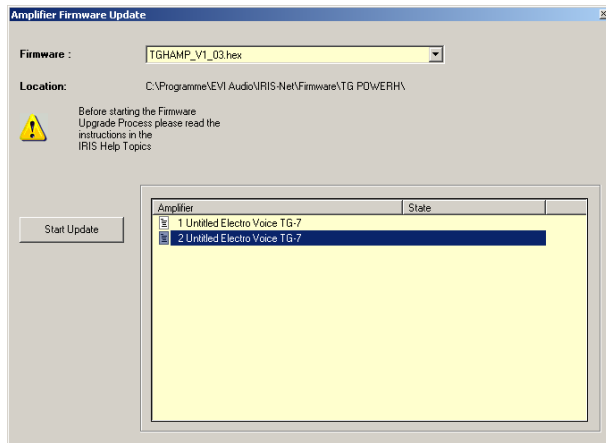 Amplifier Firmware Update
Firmware :
TGHAMP_V1_03.hex
Location:
C:\Programme\EVI Audio\IRIS-Net\Firmware\TG POWERH\
Before starting the Firmware
Upgrade Process please read the
instructions in the
IRIS Help Topics
Start Update
Amplifier State
1 Untitled Electro Voice TG-7
2 Untitled Electro Voice TG-7